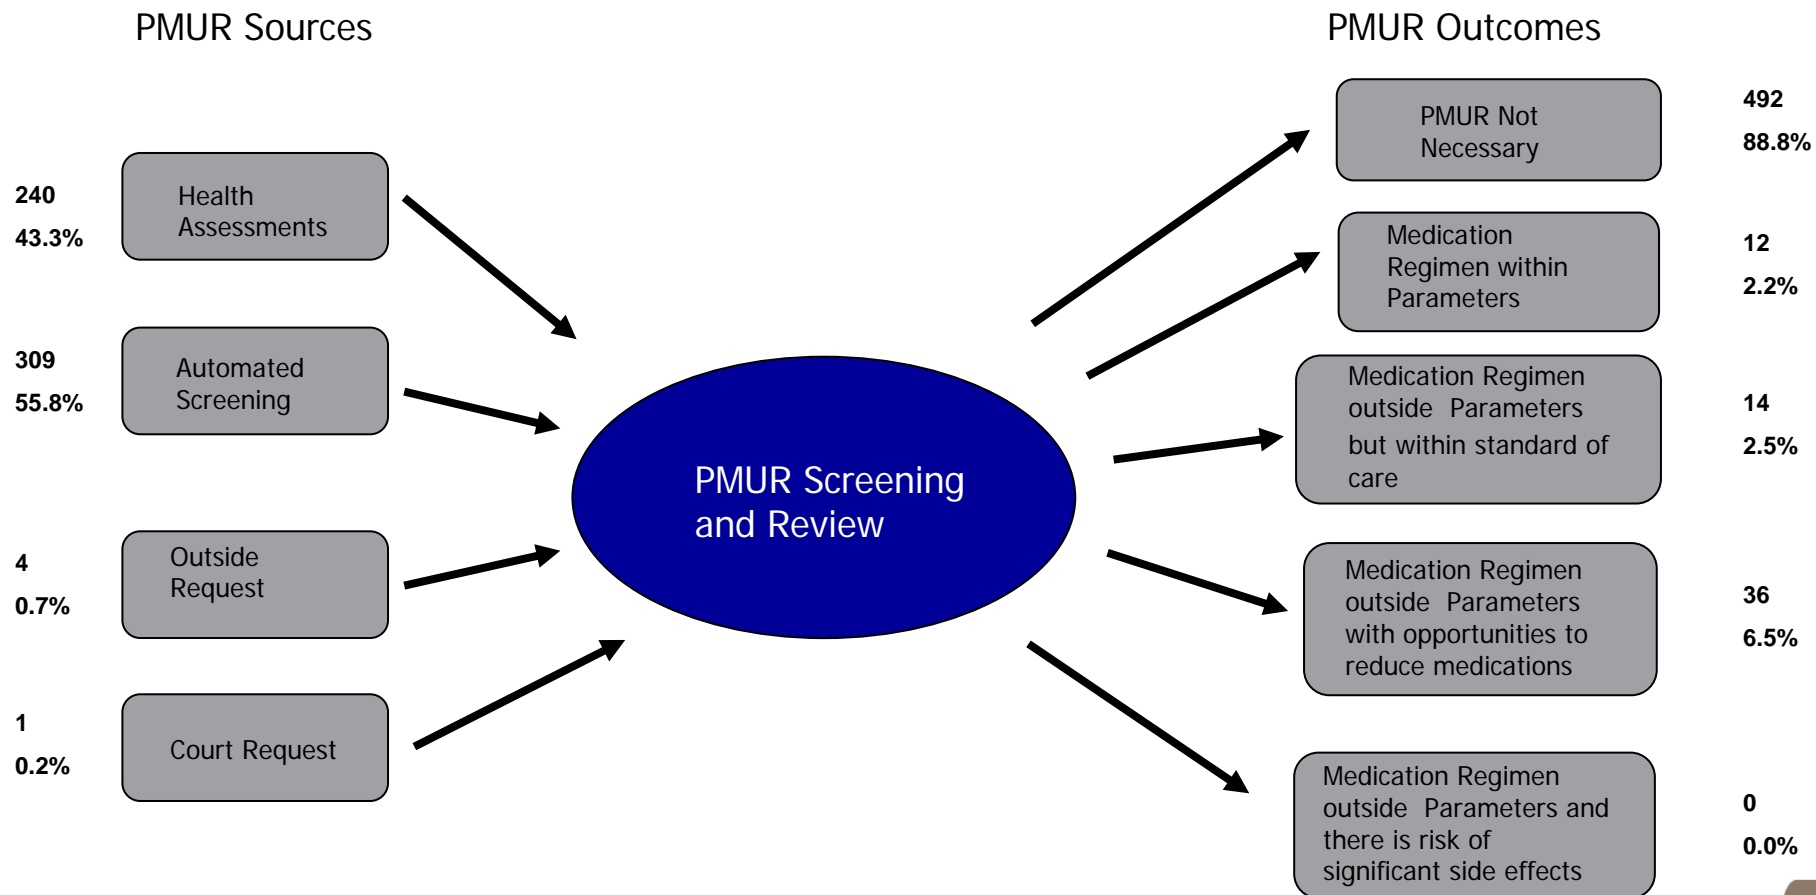 PMUR Sources
240
43.3%
Health
Assessments
309
55.8%
Automated
Screening
4
0.7%
Outside
Request
1
0.2%
Court Request
PMUR Screening
and Review
PMUR Outcomes
PMUR Not
Necessary
492
88.8%
Medication
Regimen within
Parameters
12
2.2%
Medication Regimen
outside Parameters
but within standard of
care
14
2.5%
Medication Regimen
outside Parameters
with opportunities to
reduce medications
36
6.5%
Medication Regimen
outside Parameters and
there is risk of
significant side effects
0
0.0%